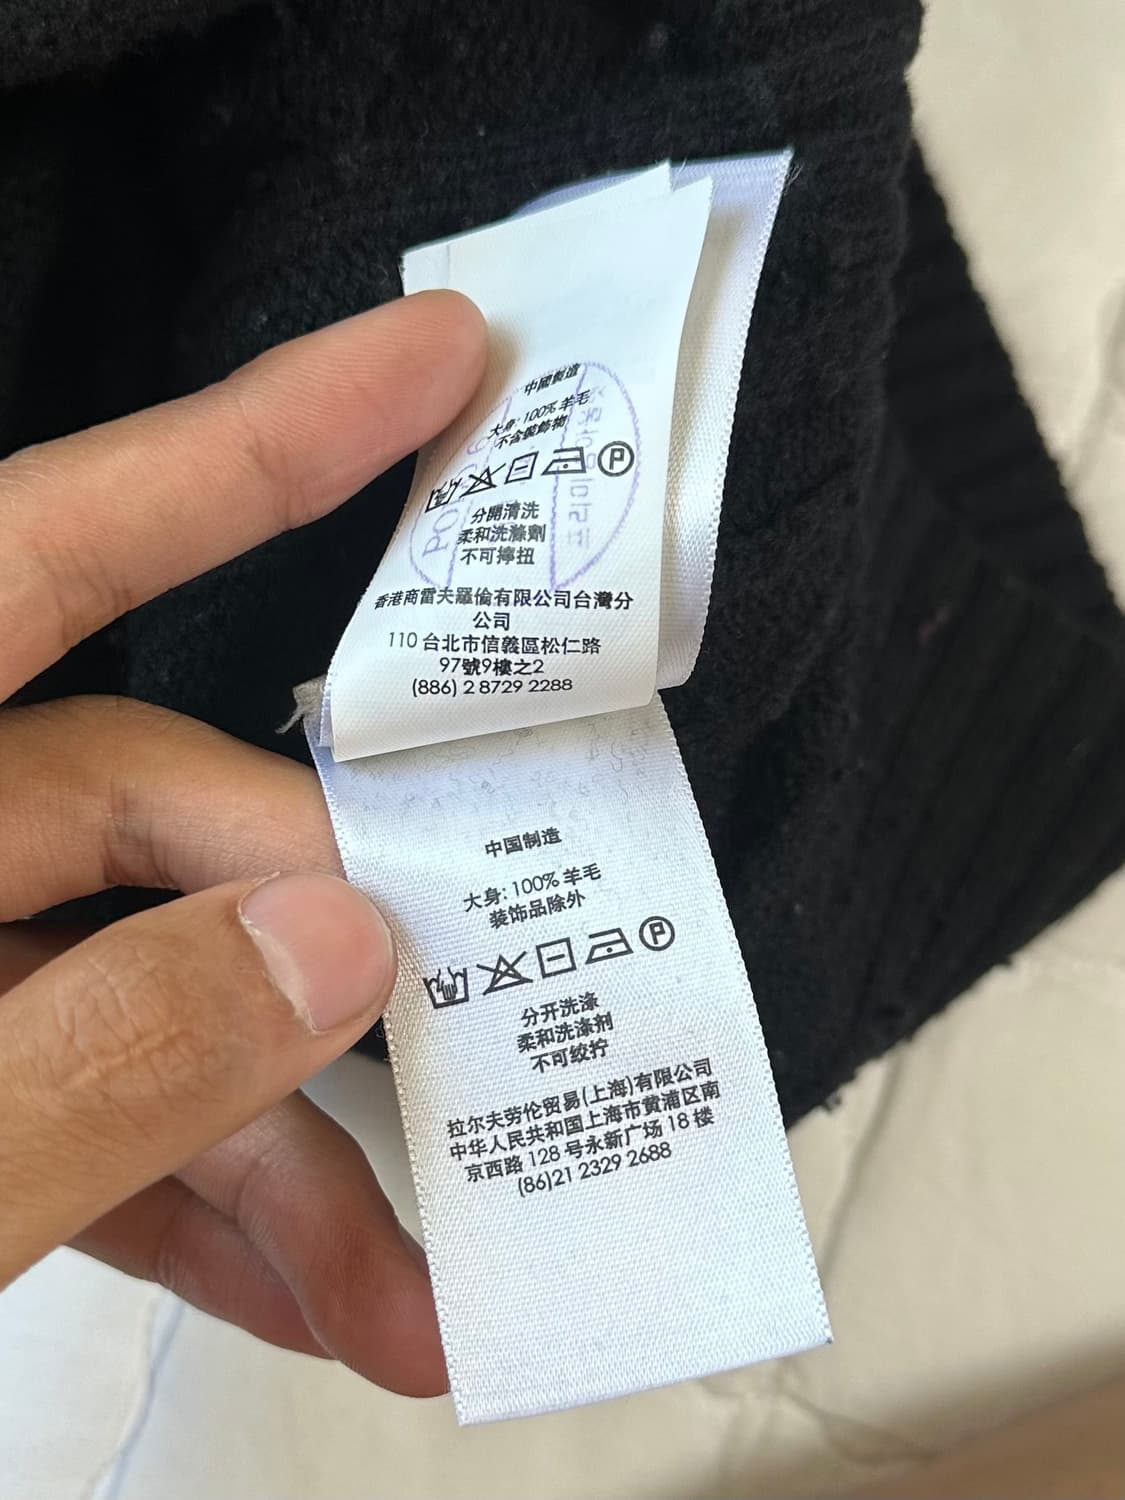 中國製造
大身: 100% 羊毛
不含裝飾物
P
分開清洗
柔和洗滌劑
不可擰扭
香港商雷夫羅倫有限公司台灣分
公司
110 台北市信義區松仁路
97號9樓之2
(886) 2 8729 2288
中国制造
大身: 100% 羊毛
装饰品除外
P
分开洗涤
柔和洗涤剂
不可绞拧
拉尔夫劳伦贸易(上海)有限公司
中华人民共和国上海市黄浦区南
京西路 128 号永新广场 18 楼
(86)21 2329 2688